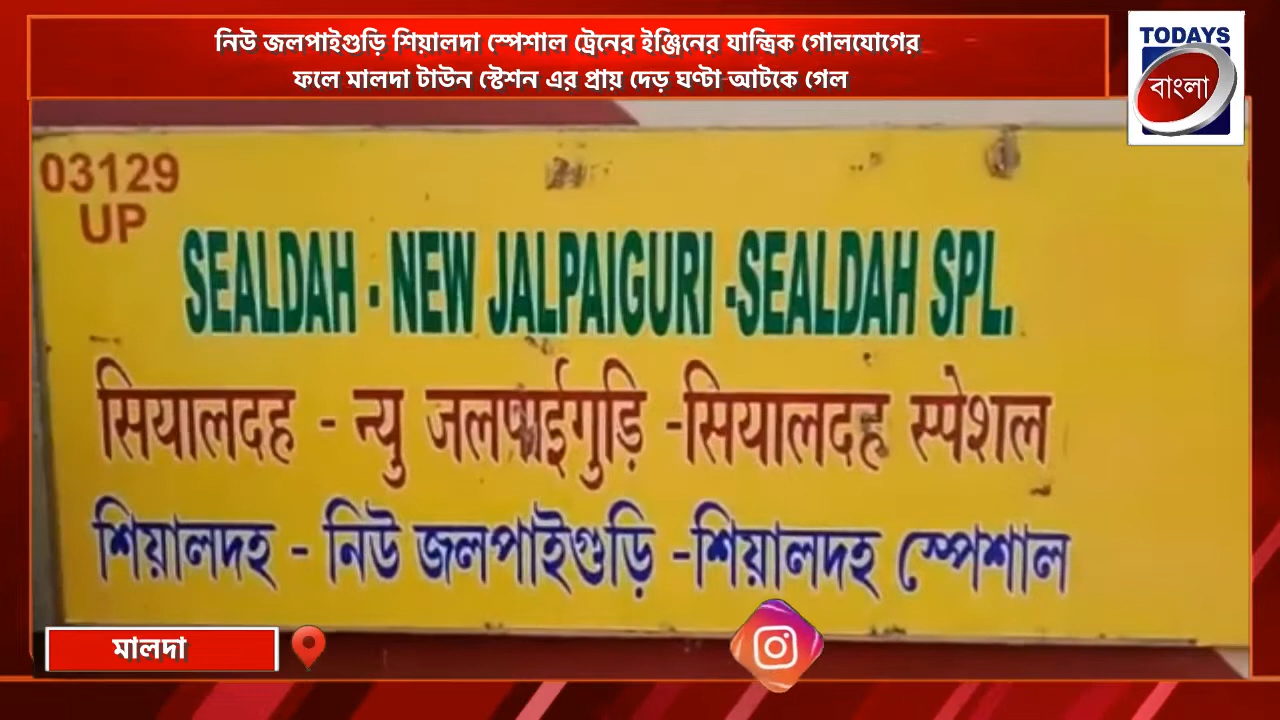 নিউ জলপাইগুড়ি শিয়ালদা স্পেশাল ট্রেনের ইঞ্জিনের যান্ত্রিক গোলযোগের
ফলে মালদা টাউন স্টেশন এর প্রায় দেড় ঘণ্টা আটকে গেল
TODAYS
বাংলা
03129
UP
SEALDAH - NEW JALPAIGURI -SEALDAH SPL.
सियालदह - न्यु जलपाईगुड़ि -सियालदह स्पेशल
শিয়ালদহ - নিউ জলপাইগুড়ি -শিয়ালদহ স্পেশাল
মালদা